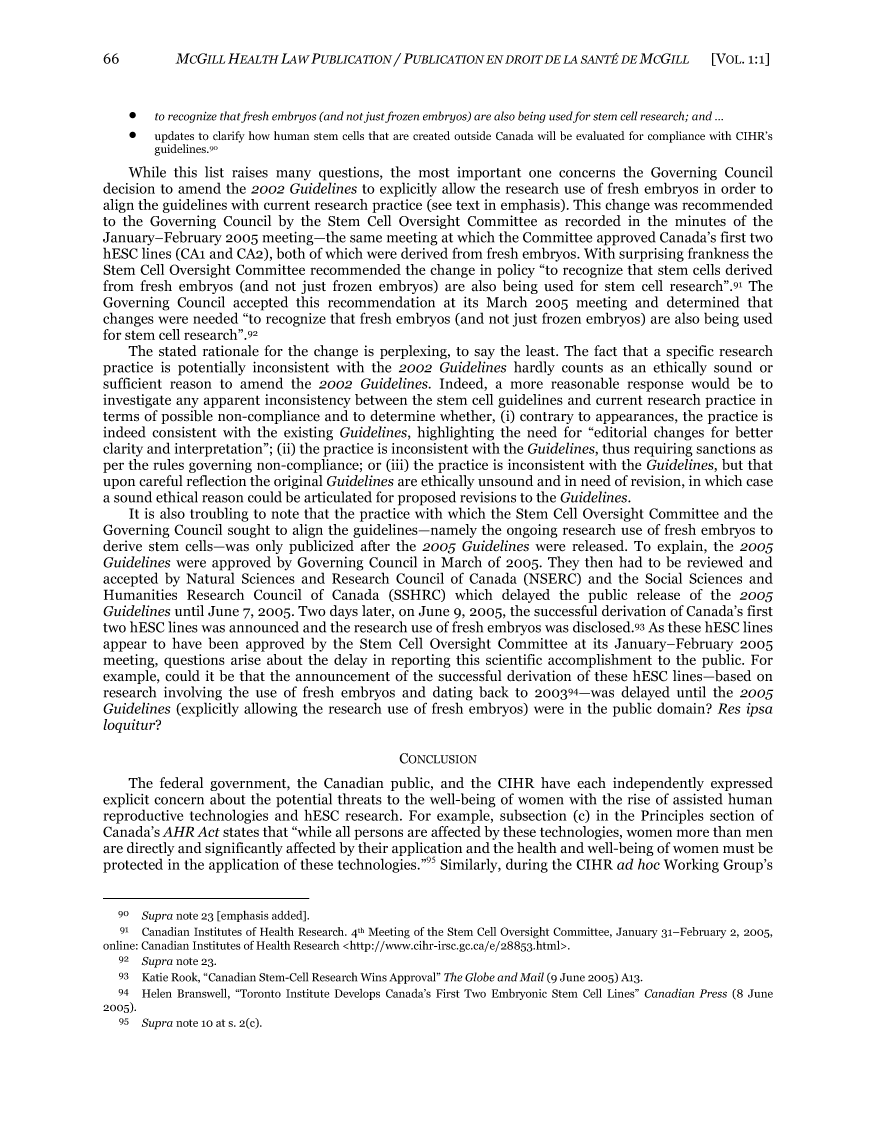 66 MCGILL HEALTH LAW PUBLICATION / PUBLICATION EN DROIT DE LA SANTÉ DE MCGILL [VOL. 1:1]
● to recognize that fresh embryos (and not just frozen embryos) are also being used for stem cell research; and …
● updates to clarify how human stem cells that are created outside Canada will be evaluated for compliance with CIHR’s
guidelines.90
While this list raises many questions, the most important one concerns the Governing Council
decision to amend the 2002 Guidelines to explicitly allow the research use of fresh embryos in order to
align the guidelines with current research practice (see text in emphasis). This change was recommended
to the Governing Council by the Stem Cell Oversight Committee as recorded in the minutes of the
January–February 2005 meeting—the same meeting at which the Committee approved Canada’s first two
hESC lines (CA1 and CA2), both of which were derived from fresh embryos. With surprising frankness the
Stem Cell Oversight Committee recommended the change in policy “to recognize that stem cells derived
from fresh embryos (and not just frozen embryos) are also being used for stem cell research”.91 The
Governing Council accepted this recommendation at its March 2005 meeting and determined that
changes were needed “to recognize that fresh embryos (and not just frozen embryos) are also being used
for stem cell research”.92
The stated rationale for the change is perplexing, to say the least. The fact that a specific research
practice is potentially inconsistent with the 2002 Guidelines hardly counts as an ethically sound or
sufficient reason to amend the 2002 Guidelines. Indeed, a more reasonable response would be to
investigate any apparent inconsistency between the stem cell guidelines and current research practice in
terms of possible non-compliance and to determine whether, (i) contrary to appearances, the practice is
indeed consistent with the existing Guidelines, highlighting the need for “editorial changes for better
clarity and interpretation”; (ii) the practice is inconsistent with the Guidelines, thus requiring sanctions as
per the rules governing non-compliance; or (iii) the practice is inconsistent with the Guidelines, but that
upon careful reflection the original Guidelines are ethically unsound and in need of revision, in which case
a sound ethical reason could be articulated for proposed revisions to the Guidelines.
It is also troubling to note that the practice with which the Stem Cell Oversight Committee and the
Governing Council sought to align the guidelines—namely the ongoing research use of fresh embryos to
derive stem cells—was only publicized after the 2005 Guidelines were released. To explain, the 2005
Guidelines were approved by Governing Council in March of 2005. They then had to be reviewed and
accepted by Natural Sciences and Research Council of Canada (NSERC) and the Social Sciences and
Humanities Research Council of Canada (SSHRC) which delayed the public release of the 2005
Guidelines until June 7, 2005. Two days later, on June 9, 2005, the successful derivation of Canada’s first
two hESC lines was announced and the research use of fresh embryos was disclosed.93 As these hESC lines
appear to have been approved by the Stem Cell Oversight Committee at its January–February 2005
meeting, questions arise about the delay in reporting this scientific accomplishment to the public. For
example, could it be that the announcement of the successful derivation of these hESC lines—based on
research involving the use of fresh embryos and dating back to 200394—was delayed until the 2005
Guidelines (explicitly allowing the research use of fresh embryos) were in the public domain? Res ipsa
loquitur?
CONCLUSION
The federal government, the Canadian public, and the CIHR have each independently expressed
explicit concern about the potential threats to the well-being of women with the rise of assisted human
reproductive technologies and hESC research. For example, subsection (c) in the Principles section of
Canada’s AHR Act states that “while all persons are affected by these technologies, women more than men
are directly and significantly affected by their application and the health and well-being of women must be
protected in the application of these technologies.”95 Similarly, during the CIHR ad hoc Working Group’s
90 Supra note 23 [emphasis added].
91 Canadian Institutes of Health Research. 4th Meeting of the Stem Cell Oversight Committee, January 31–February 2, 2005,
online: Canadian Institutes of Health Research <http://www.cihr-irsc.gc.ca/e/28853.html>.
92 Supra note 23.
93 Katie Rook, “Canadian Stem-Cell Research Wins Approval” The Globe and Mail (9 June 2005) A13.
94 Helen Branswell, “Toronto Institute Develops Canada’s First Two Embryonic Stem Cell Lines” Canadian Press (8 June
2005).
95 Supra note 10 at s. 2(c).